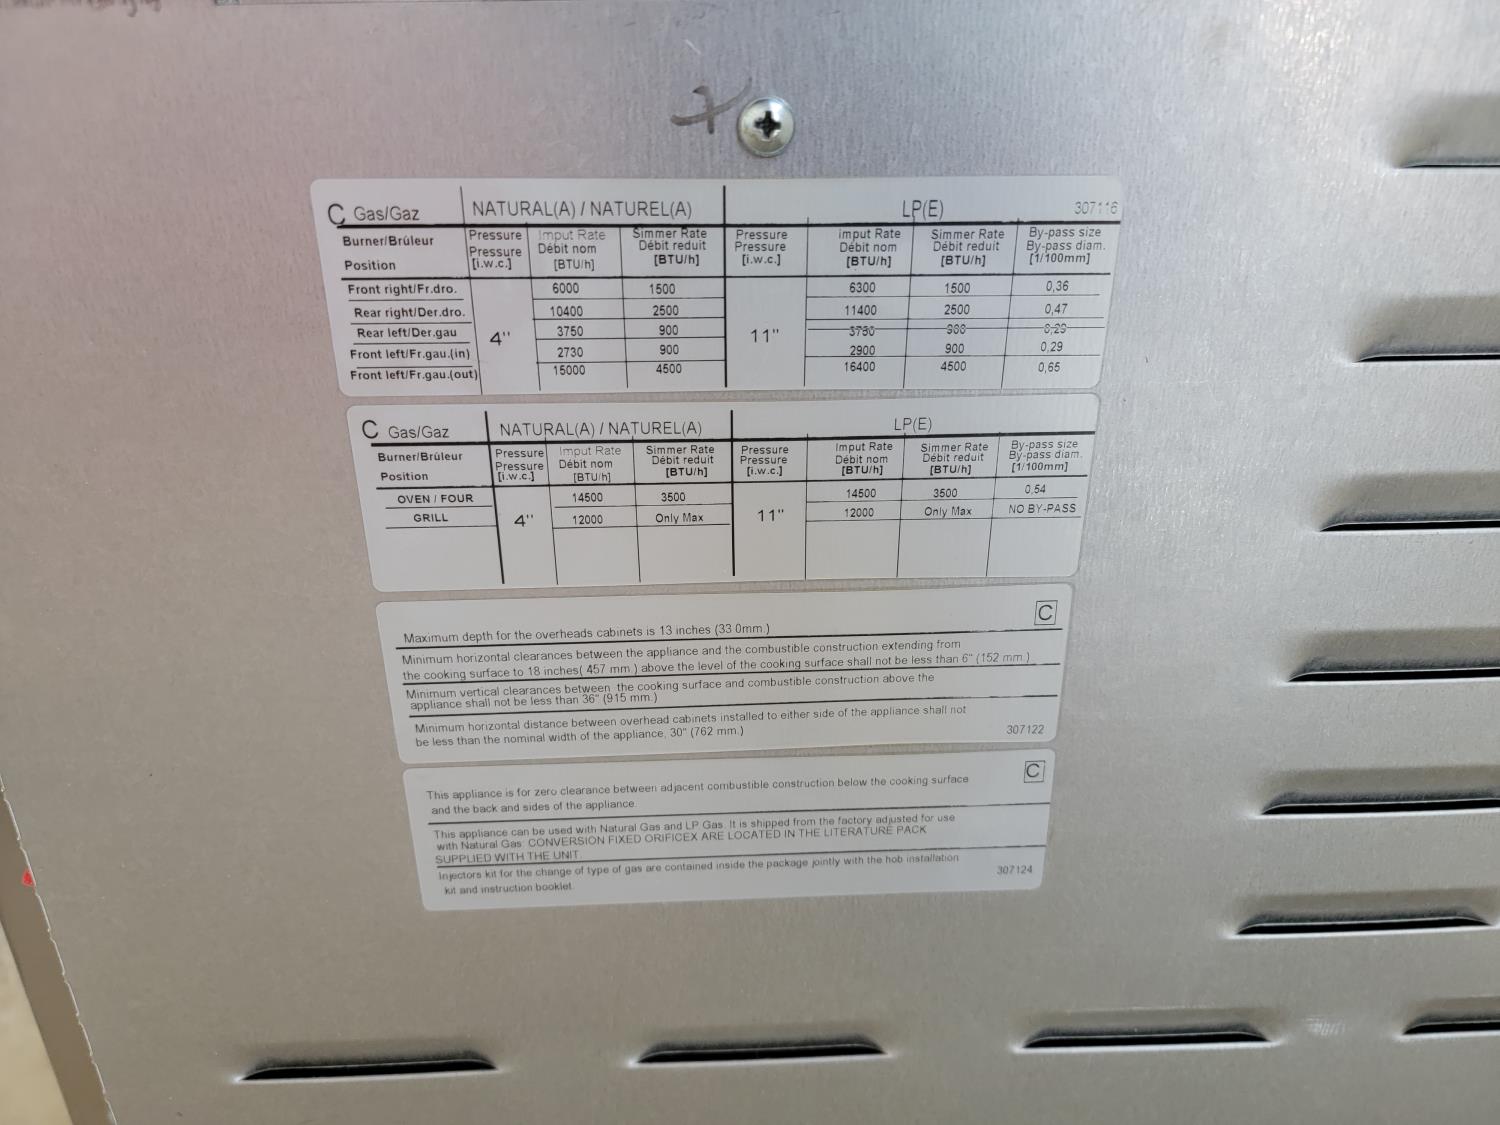 C Gas/Gaz NATURAL(A) / NATUREL(A) LP(E) 307116
Burner/Brúleur Position Pressure Pressure [i.w.c.] Imput Rate Débit nom [BTU/h] Simmer Rate Débit reduit [BTU/h] Pressure Pressure [i.w.c.] Imput Rate Débit nom [BTU/h] Simmer Rate Débit reduit [BTU/h] By-pass size By-pass diam. [1/100mm]
Front right/Fr.dro. 6000 1500 6300 1500 0,36
Rear right/Der.dro. 10400 2500 11400 2500 0,47
Rear left/Der.gau 4" 3750 900 11" 3780 900 0,29
Front left/Fr.gau.(in) 2730 900 2900 900 0,29
Front left/Fr.gau.(out) 15000 4500 16400 4500 0,65
C Gas/Gaz NATURAL(A) / NATUREL(A) LP(E)
Burner/Brúleur Position Pressure Pressure [i.w.c.] Imput Rate Débit nom [BTU/h] Simmer Rate Débit reduit [BTU/h] Pressure Pressure [i.w.c.] Imput Rate Débit nom [BTU/h] Simmer Rate Débit reduit [BTU/h] By-pass size By-pass diam. [1/100mm]
OVEN / FOUR 14500 3500 14500 3500 0,54
GRILL 4" 12000 Only Max 11" 12000 Only Max NO BY-PASS
C
Maximum depth for the overheads cabinets is 13 inches (33 0mm.)
Minimum horizontal clearances between the appliance and the combustible construction extending from
the cooking surface to 18 inches( 457 mm.) above the level of the cooking surface shall not be less than 6" (152 mm.)
Minimum vertical clearances between the cooking surface and combustible construction above the
appliance shall not be less than 36" (915 mm.)
Minimum horizontal distance between overhead cabinets installed to either side of the appliance shall not
be less than the nominal width of the appliance, 30" (762 mm.)
307122
C
This appliance is for zero clearance between adjacent combustible construction below the cooking surface
and the back and sides of the appliance.
This appliance can be used with Natural Gas and LP Gas. It is shipped from the factory adjusted for use
with Natural Gas. CONVERSION FIXED ORIFICEX ARE LOCATED IN THE LITERATURE PACK
SUPPLIED WITH THE UNIT.
Injectors kit for the change of type of gas are contained inside the package jointly with the hob installation
kit and instruction booklet.
307124